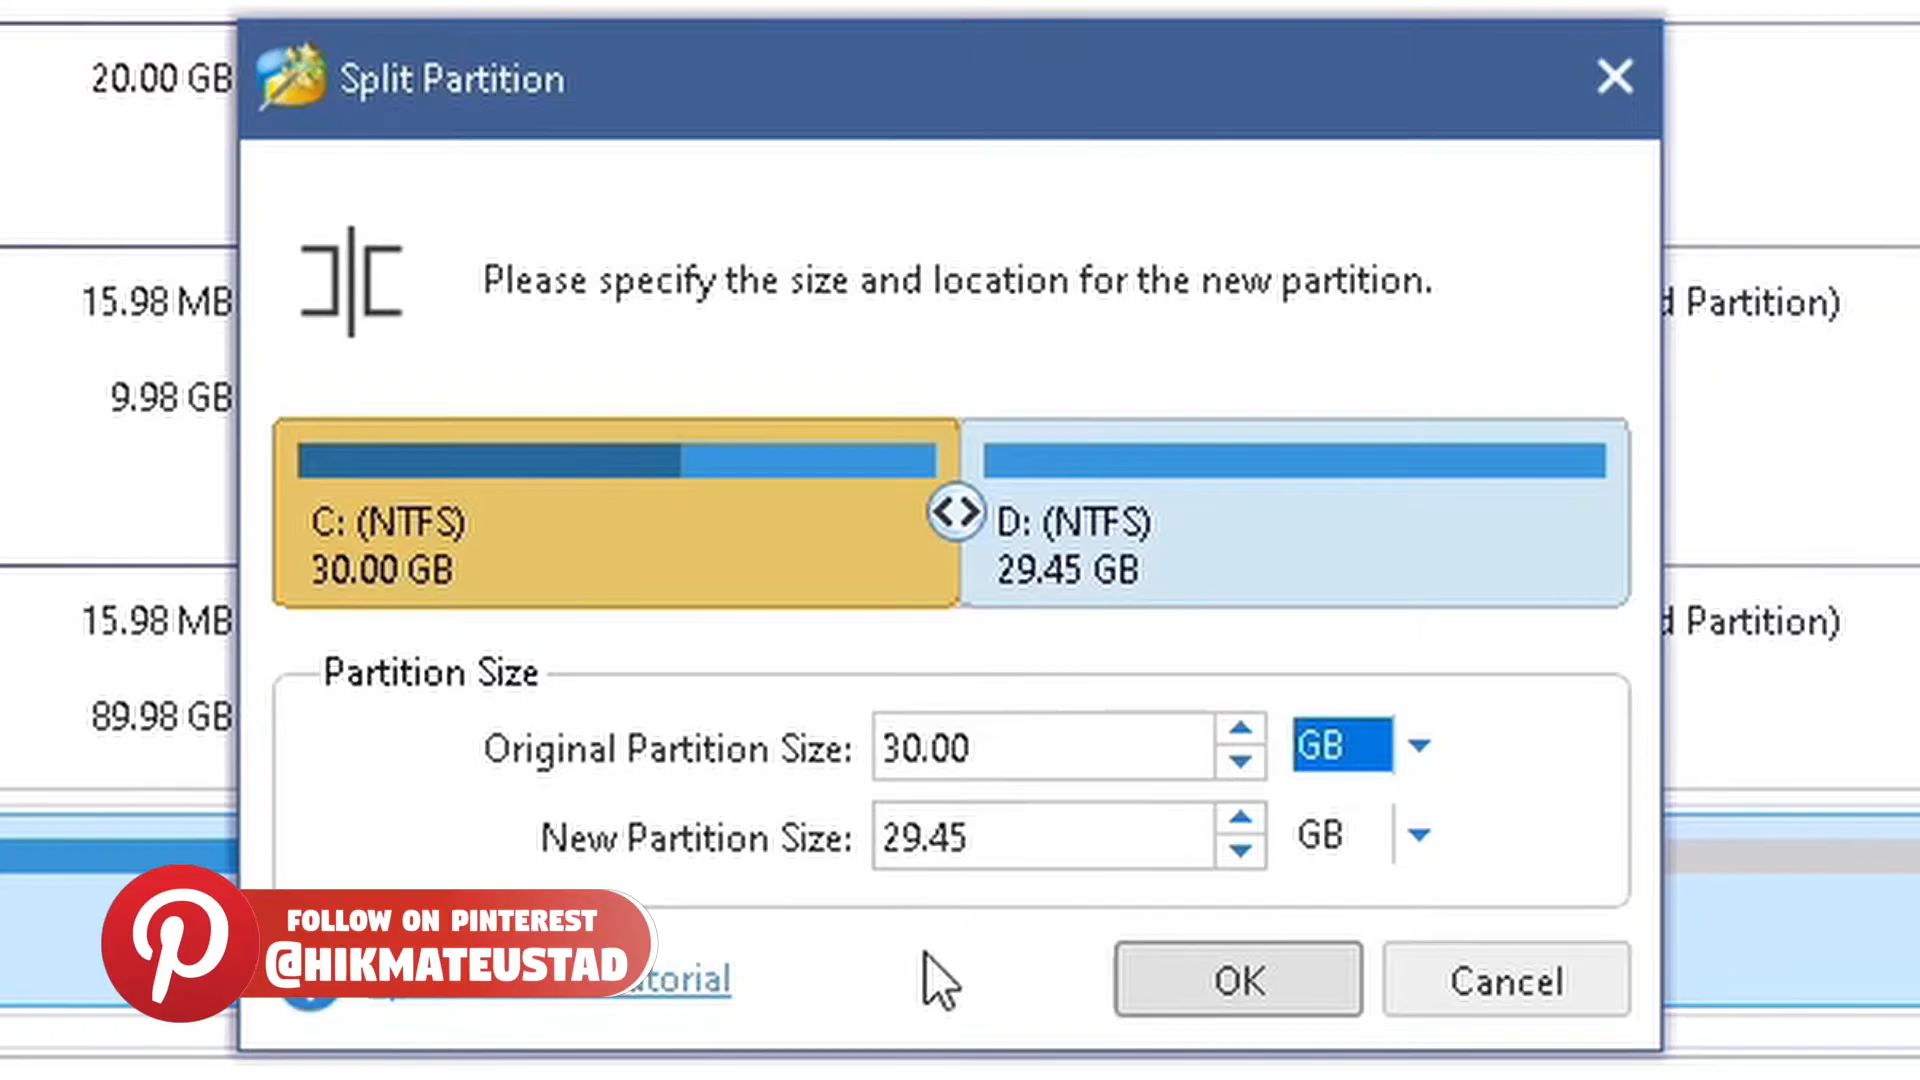 Split Partition
20.00 GB
Please specify the size and location for the new partition.
15.98 MB
Partition)
9.98 GB
C: (NTFS)
30.00 GB
D: (NTFS)
29.45 GB
15.98 MB
Partition)
Partition Size
89.98 GB
Original Partition Size: 30.00 GB
New Partition Size: 29.45 GB
FOLLOW ON PINTEREST
@HIKMATEUSTAD
torial
OK
Cancel